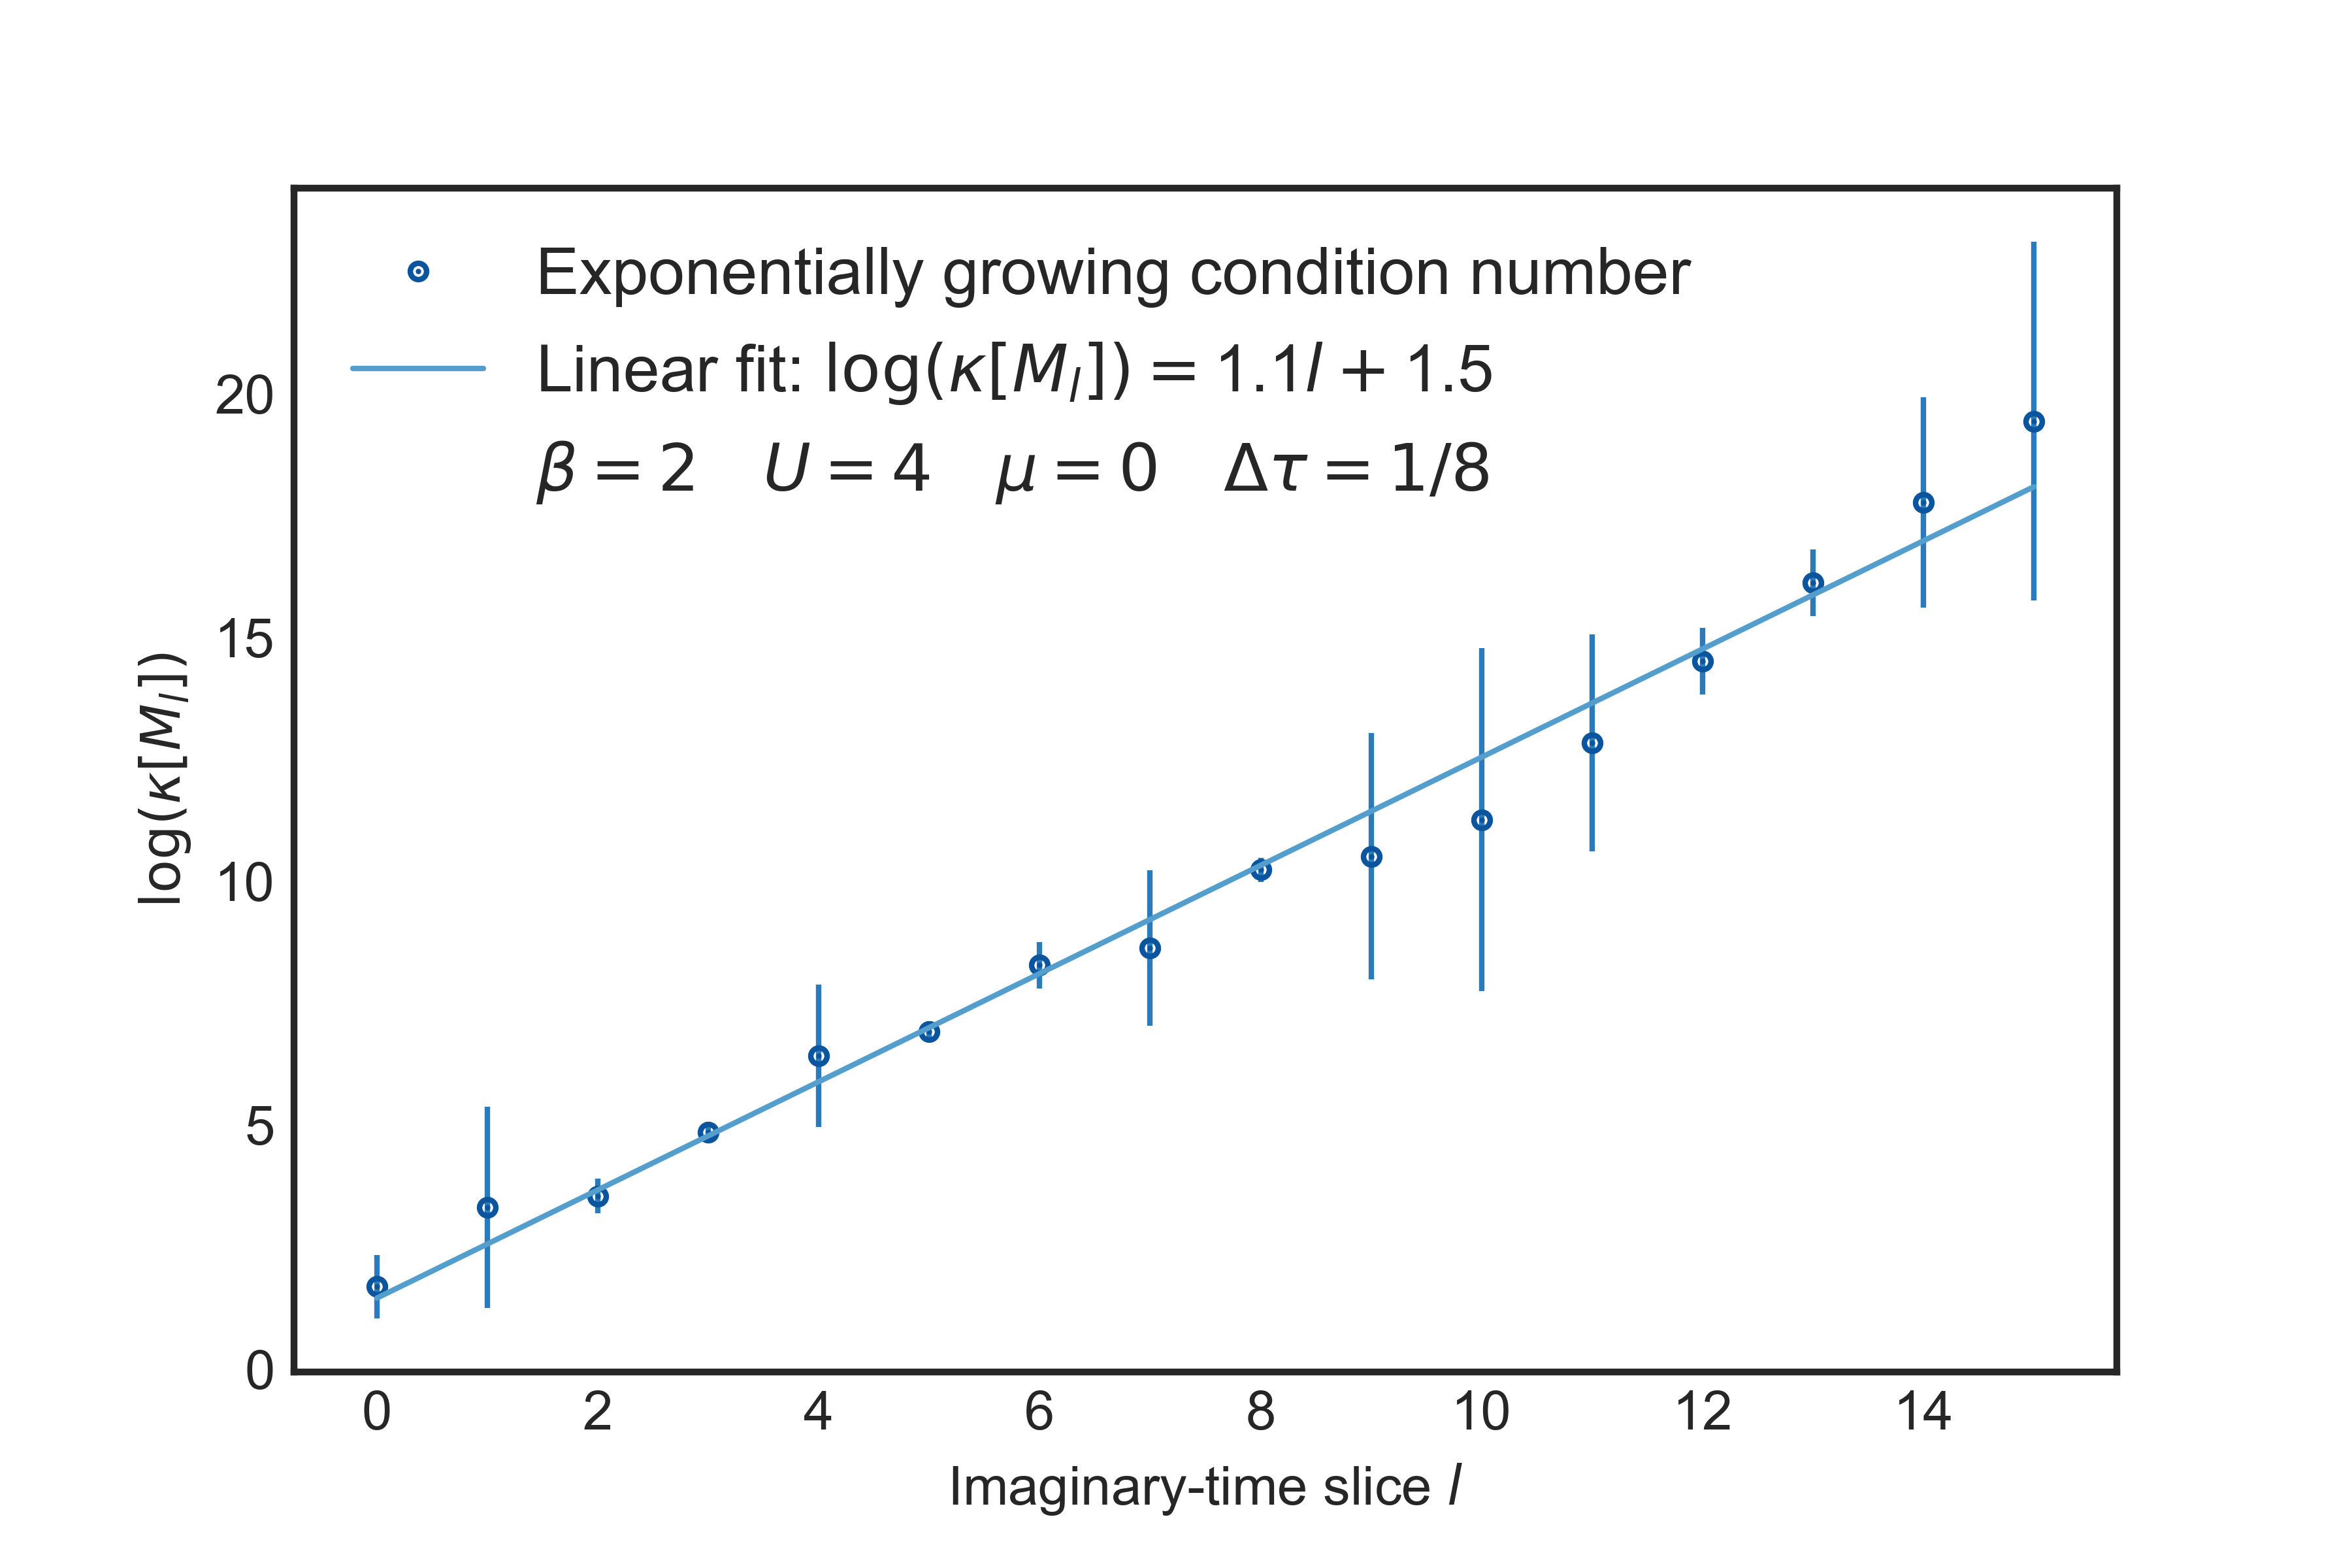 Exponentially growing condition number
Linear fit: log(κ[M_l]) = 1.1l + 1.5
β = 2 U = 4 μ = 0 Δτ = 1/8
log(κ[M_l])
20
15
10
5
0
0 2 4 6 8 10 12 14
Imaginary-time slice l